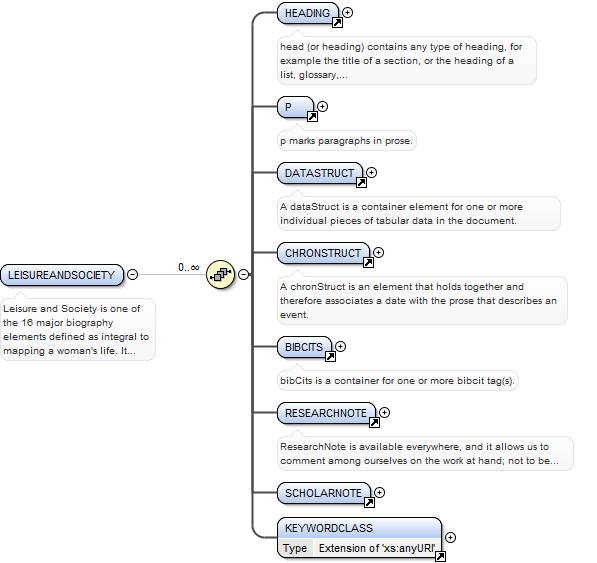 HEADING
head (or heading) contains any type of heading, for
example the title of a section, or the heading of a
list, glossary,...
P
p marks paragraphs in prose.
DATASTRUCT
A dataStruct is a container element for one or more
individual pieces of tabular data in the document.
CHRONSTRUCT
A chronStruct is an element that holds together and
therefore associates a date with the prose that describes an
event.
LEISUREANDSOCIETY
0..∞
Leisure and Society is one of
the 16 major biography
elements defined as integral to
mapping a woman's life. It...
BIBCITS
bibCits is a container for one or more bibcit tag(s).
RESEARCHNOTE
ResearchNote is available everywhere, and it allows us to
comment among ourselves on the work at hand; not to be...
SCHOLARNOTE
KEYWORDCLASS
Type Extension of 'xs:anyURI'